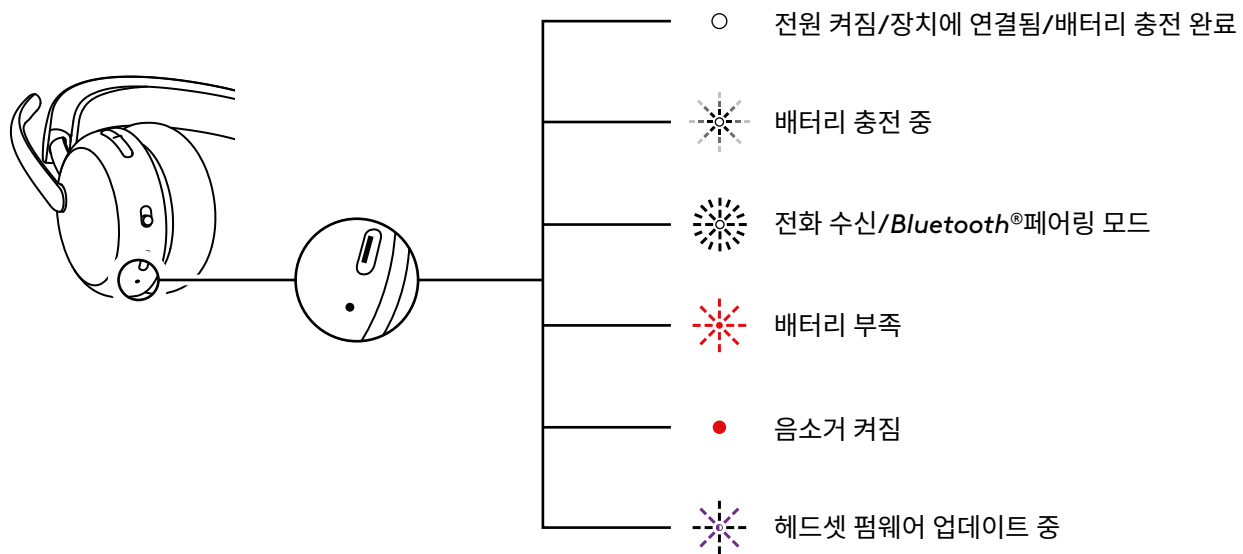 전원 켜짐/장치에 연결됨/배터리 충전 완료
배터리 충전 중
전화 수신/Bluetooth®페어링 모드
배터리 부족
음소거 켜짐
헤드셋 펌웨어 업데이트 중